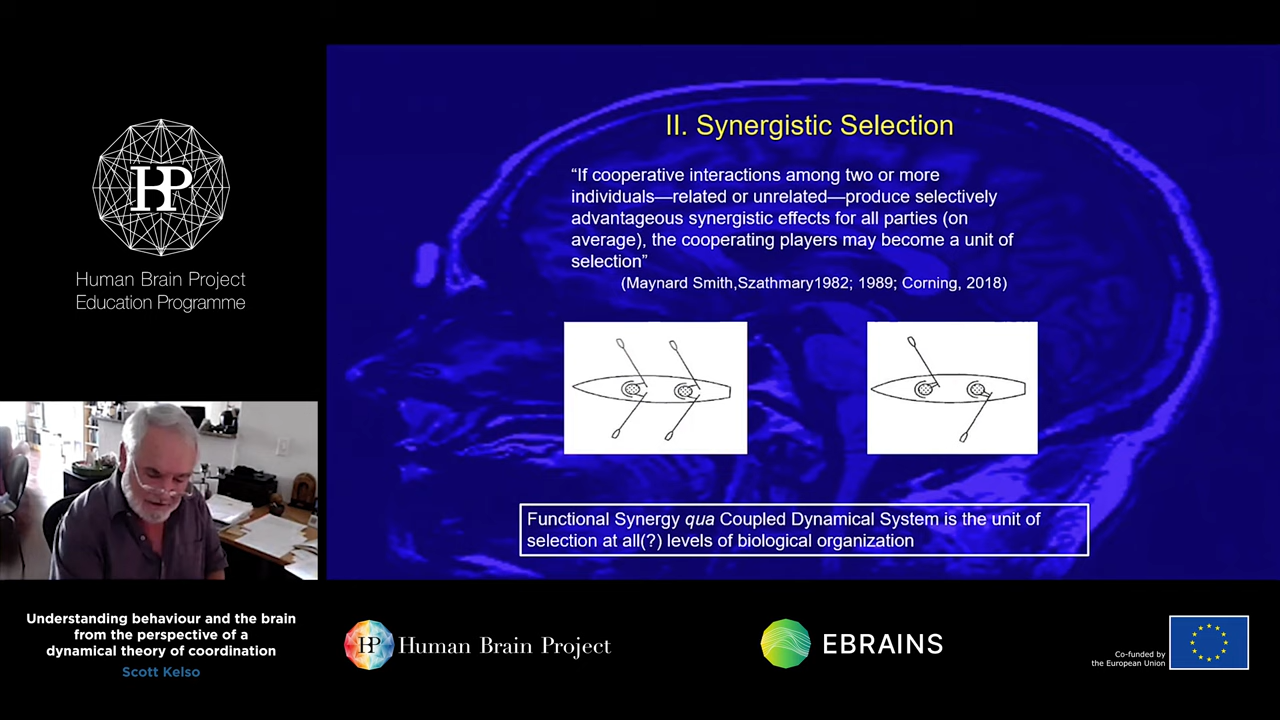 HP
Human Brain Project
Education Programme
II. Synergistic Selection
“If cooperative interactions among two or more
individuals—related or unrelated—produce selectively
advantageous synergistic effects for all parties (on
average), the cooperating players may become a unit of
selection”
(Maynard Smith,Szathmary1982; 1989; Corning, 2018)
Functional Synergy qua Coupled Dynamical System is the unit of
selection at all(?) levels of biological organization
Understanding behaviour and the brain
from the perspective of a
dynamical theory of coordination
Scott Kelso
HP Human Brain Project
EBRAINS
Co-funded by
the European Union